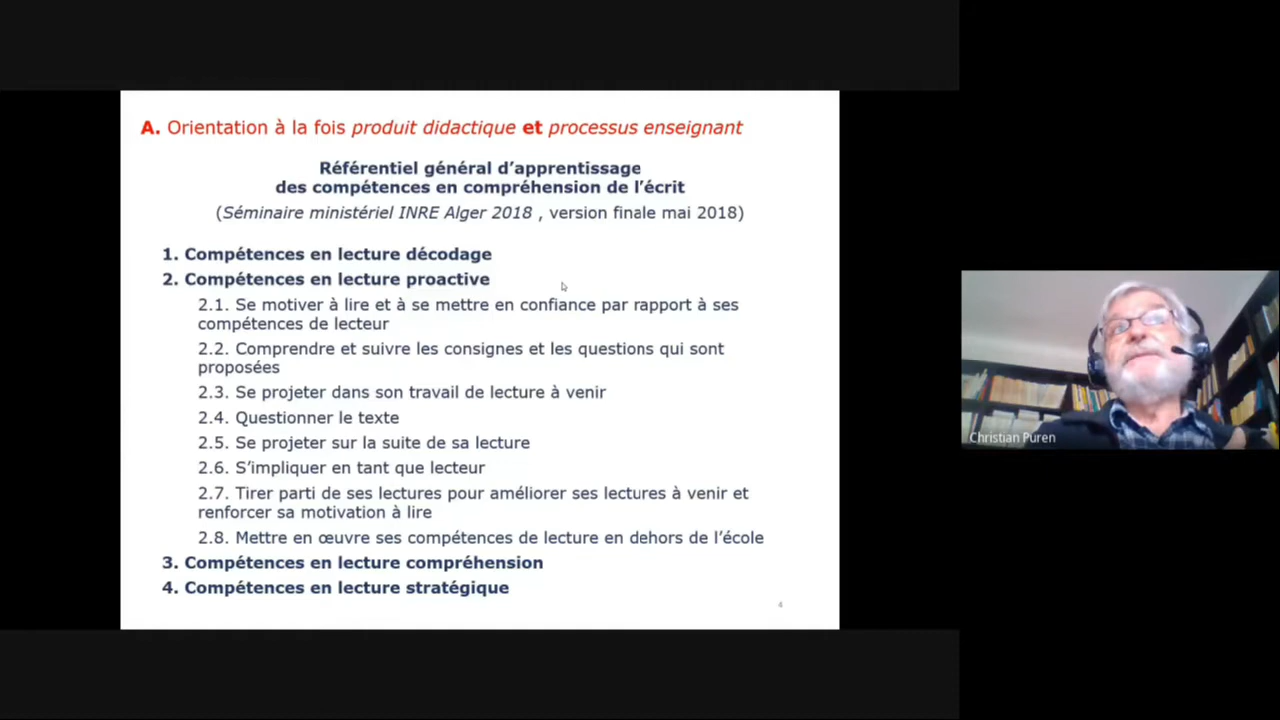 A. Orientation à la fois produit didactique et processus enseignant
Référentiel général d'apprentissage
des compétences en compréhension de l'écrit
(Séminaire ministériel INRE Alger 2018 , version finale mai 2018)
1. Compétences en lecture décodage
2. Compétences en lecture proactive
2.1. Se motiver à lire et à se mettre en confiance par rapport à ses
compétences de lecteur
2.2. Comprendre et suivre les consignes et les questions qui sont
proposées
2.3. Se projeter dans son travail de lecture à venir
2.4. Questionner le texte
2.5. Se projeter sur la suite de sa lecture
2.6. S'impliquer en tant que lecteur
2.7. Tirer parti de ses lectures pour améliorer ses lectures à venir et
renforcer sa motivation à lire
2.8. Mettre en œuvre ses compétences de lecture en dehors de l'école
3. Compétences en lecture compréhension
4. Compétences en lecture stratégique
4
Christian Puren